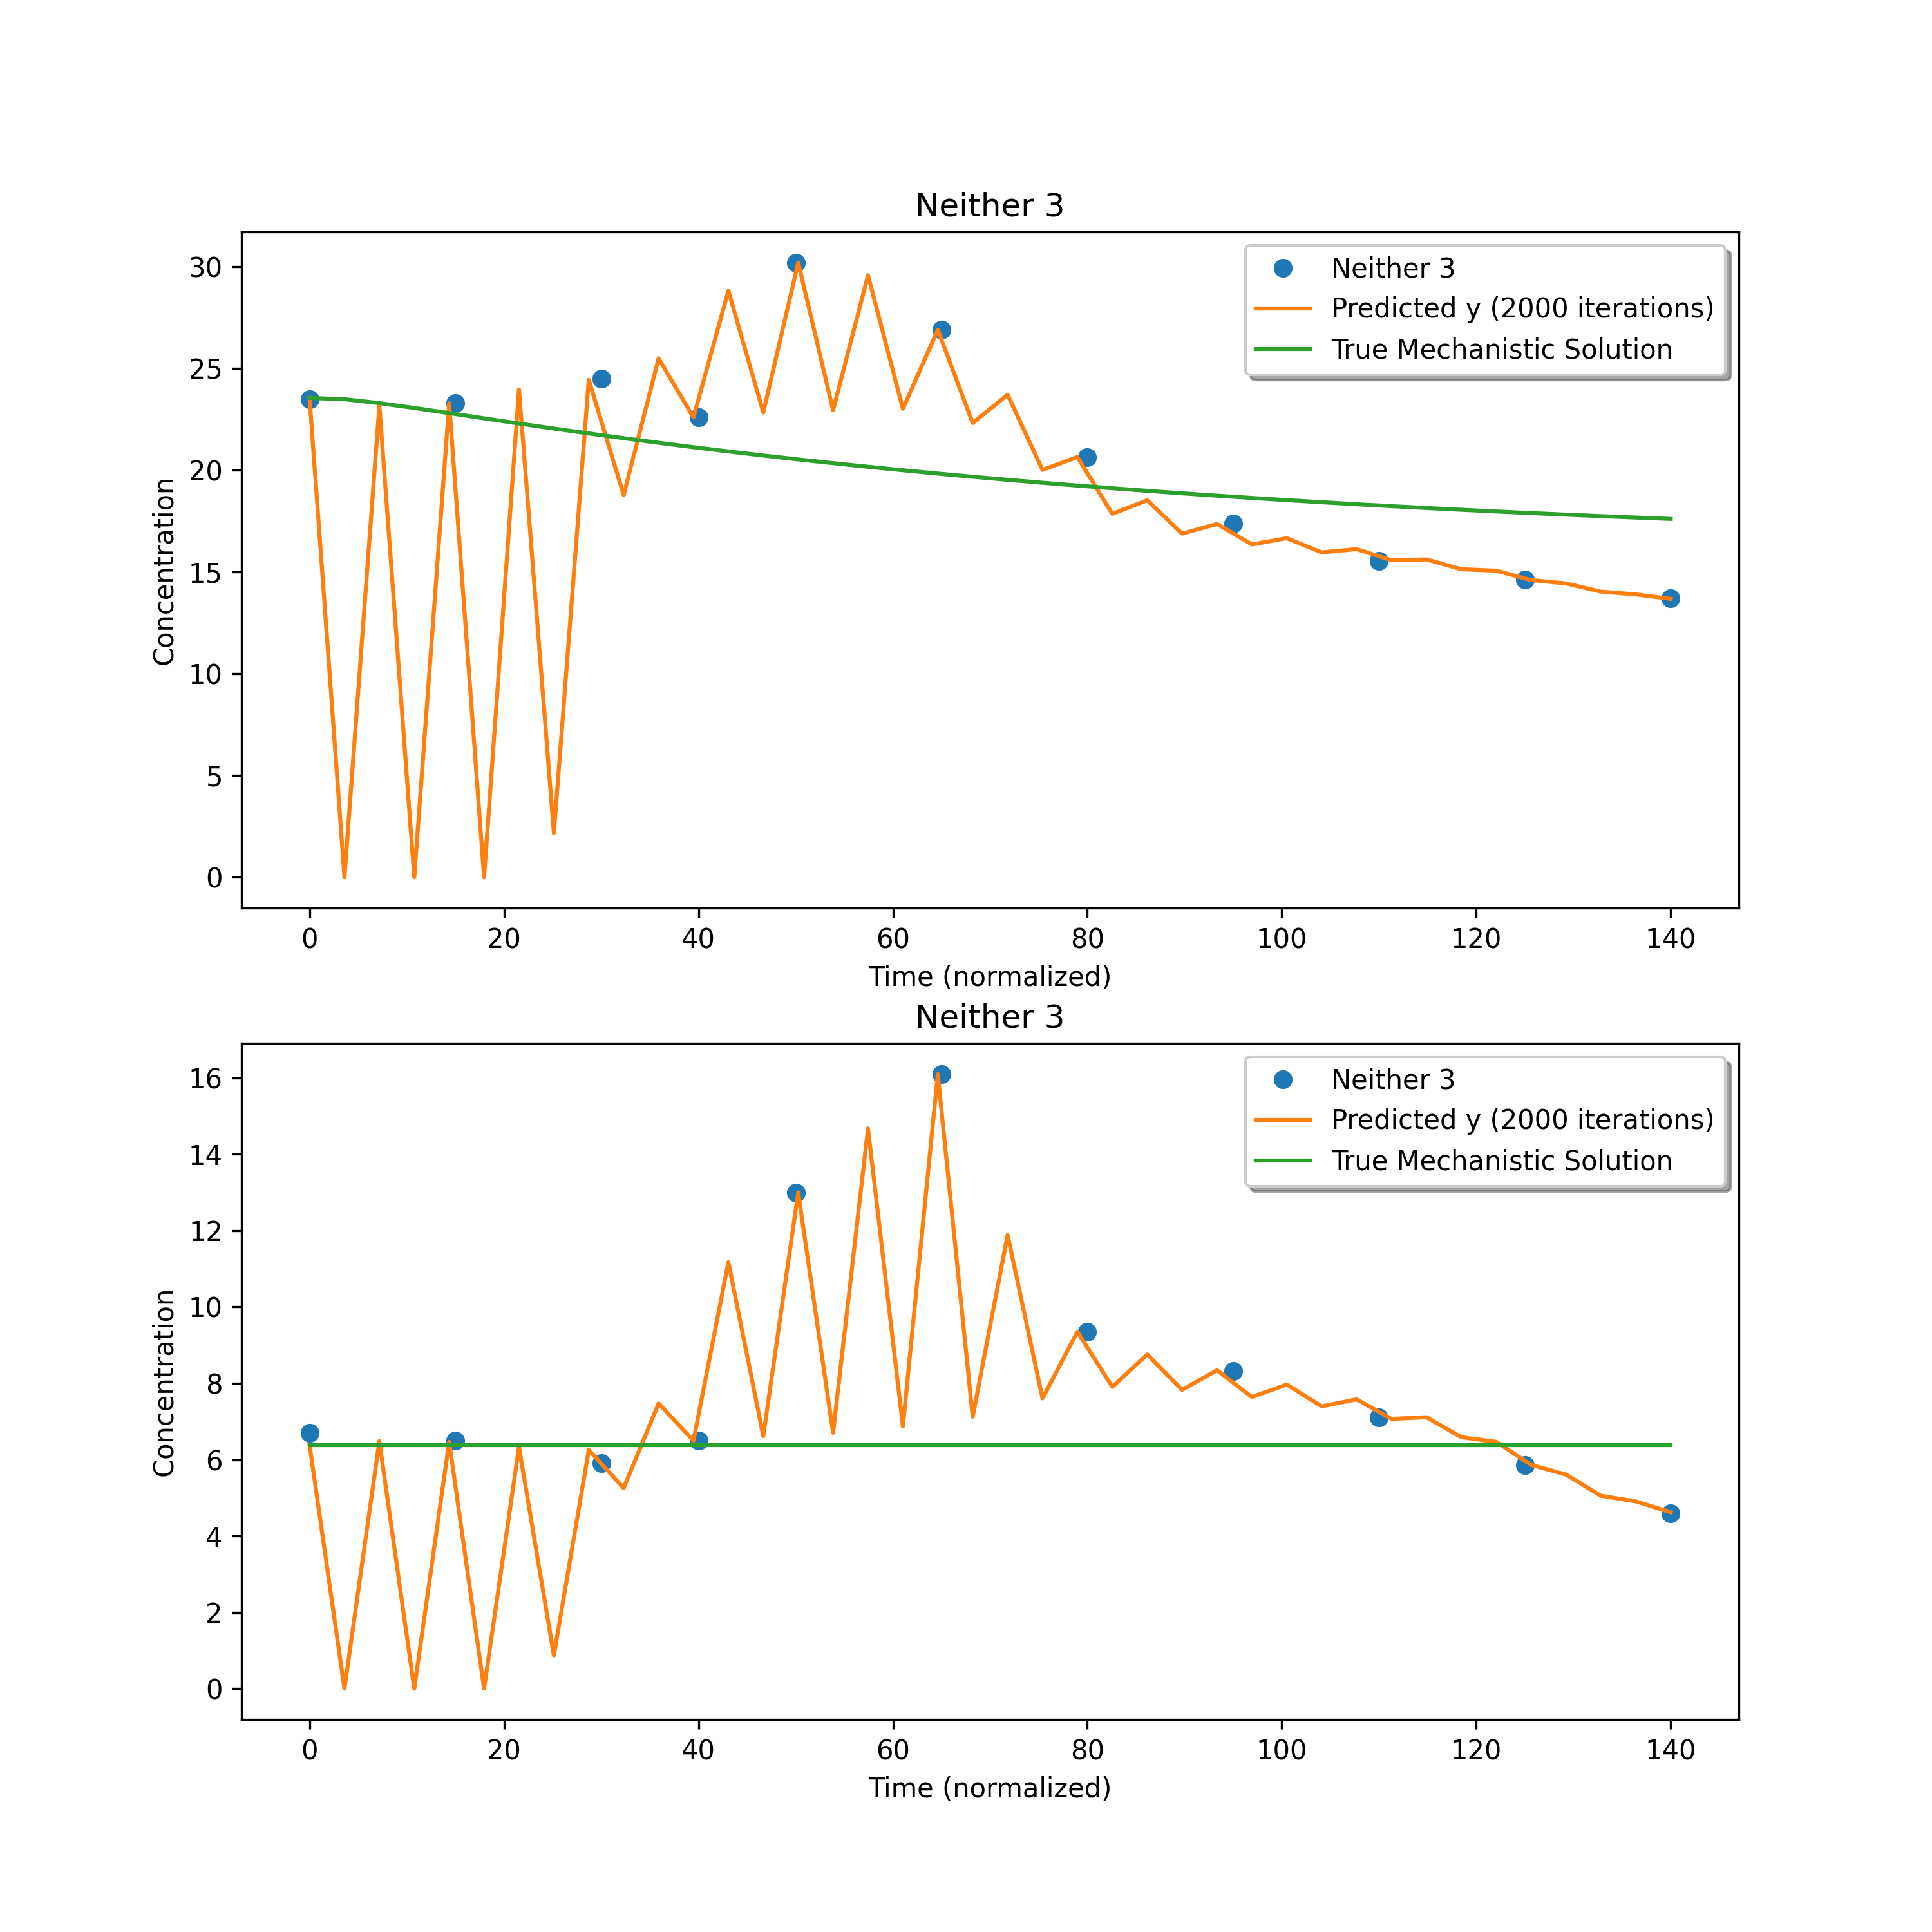 Neither 3
Neither 3
Predicted y (2000 iterations)
True Mechanistic Solution
30
25
20
15
10
5
0
Concentration
0 20 40 60 80 100 120 140
Time (normalized)
Neither 3
Neither 3
Predicted y (2000 iterations)
True Mechanistic Solution
16
14
12
10
8
6
4
2
0
Concentration
0 20 40 60 80 100 120 140
Time (normalized)